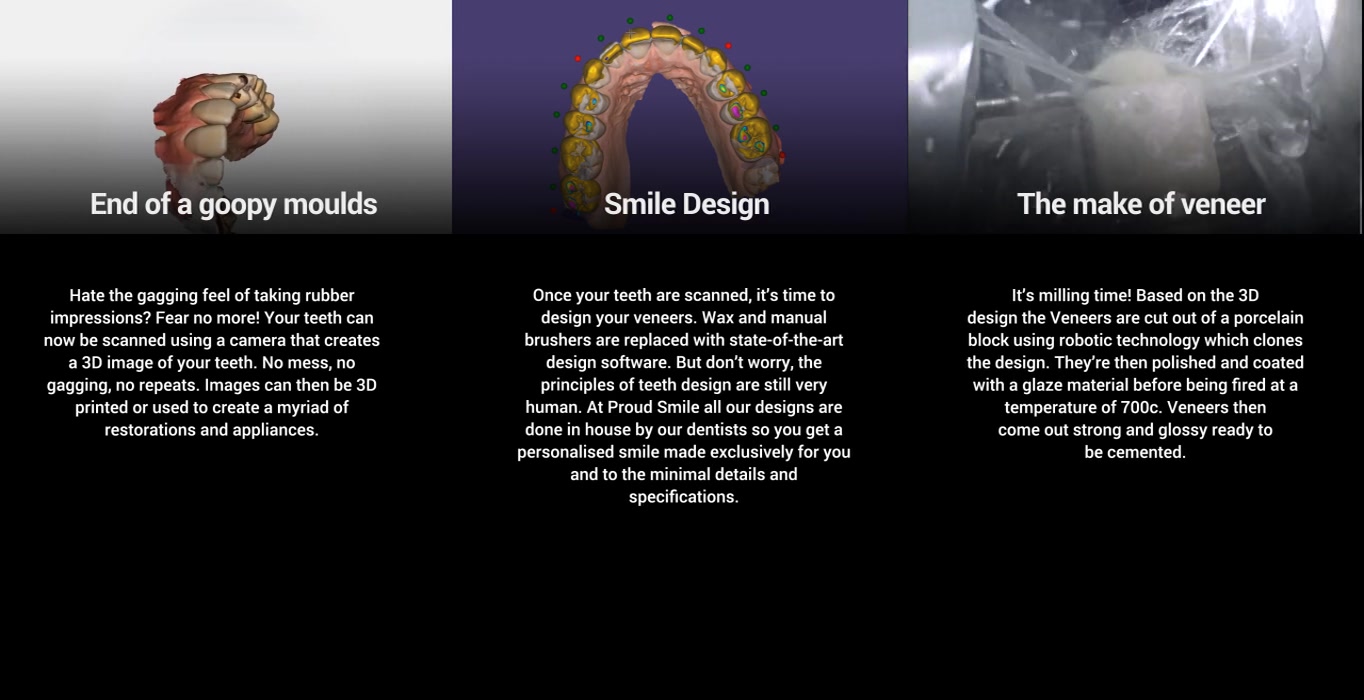 End of a goopy moulds
Smile Design
The make of veneer
Hate the gagging feel of taking rubber
impressions? Fear no more! Your teeth can
now be scanned using a camera that creates
a 3D image of your teeth. No mess, no
gagging, no repeats. Images can then be 3D
printed or used to create a myriad of
restorations and appliances.
Once your teeth are scanned, it’s time to
design your veneers. Wax and manual
brushers are replaced with state-of-the-art
design software. But don’t worry, the
principles of teeth design are still very
human. At Proud Smile all our designs are
done in house by our dentists so you get a
personalised smile made exclusively for you
and to the minimal details and
specifications.
It’s milling time! Based on the 3D
design the Veneers are cut out of a porcelain
block using robotic technology which clones
the design. They’re then polished and coated
with a glaze material before being fired at a
temperature of 700c. Veneers then
come out strong and glossy ready to
be cemented.